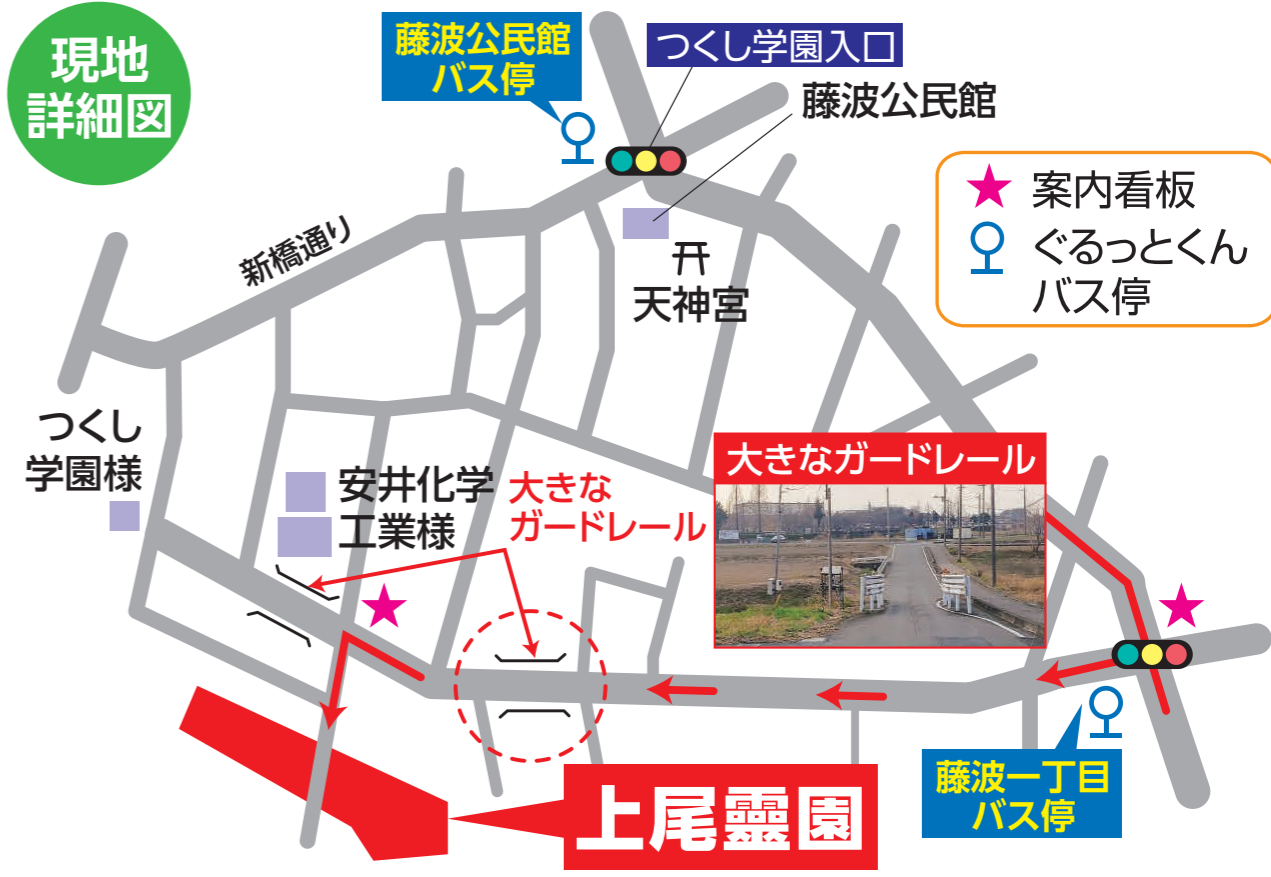 現地
詳細図
藤波公民館
バス停
つくし学園入口
藤波公民館
案内看板
ぐるっとくん
バス停
新橋通り
天神宮
つくし
学園様
安井化学
工業様
大きな
ガードレール
大きなガードレール
藤波一丁目
バス停
上尾靈園